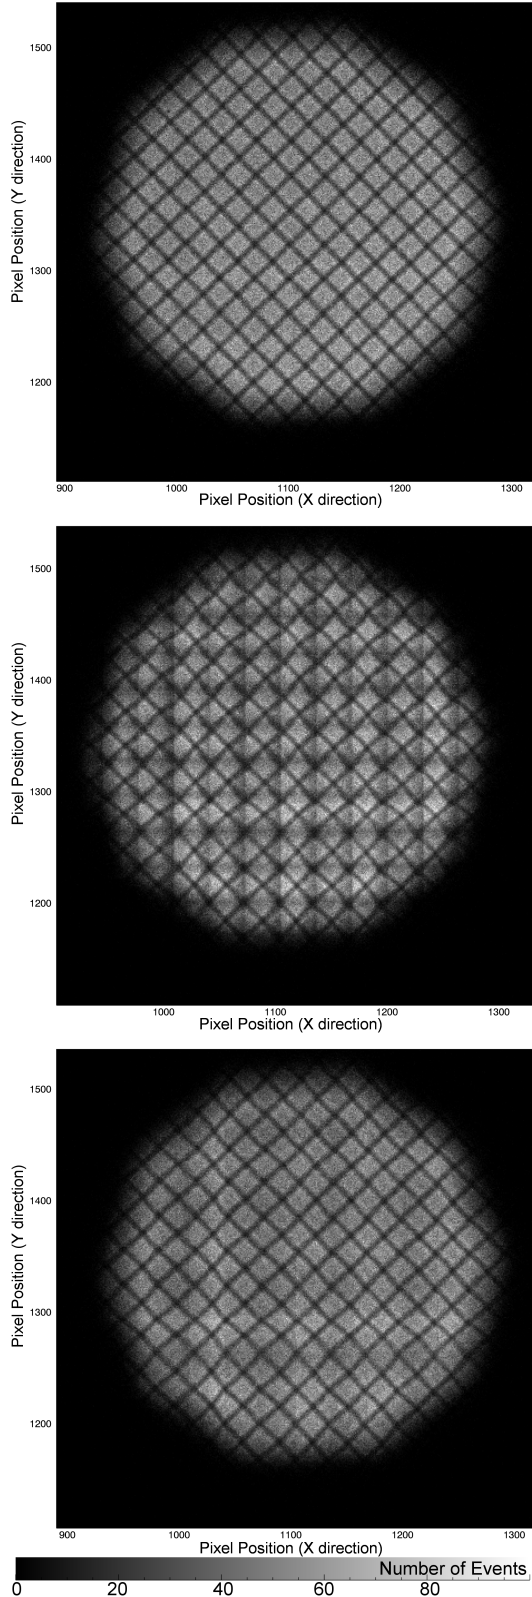 1500
1400
1300
1200
Pixel Position (Y direction)
900 1000 1100 1200 1300
Pixel Position (X direction)
1500
1400
1300
1200
Pixel Position (Y direction)
1000 1100 1200 1300
Pixel Position (X direction)
1500
1400
1300
1200
Pixel Position (Y direction)
900 1000 1100 1200 1300
Pixel Position (X direction)
Number of Events
0 20 40 60 80